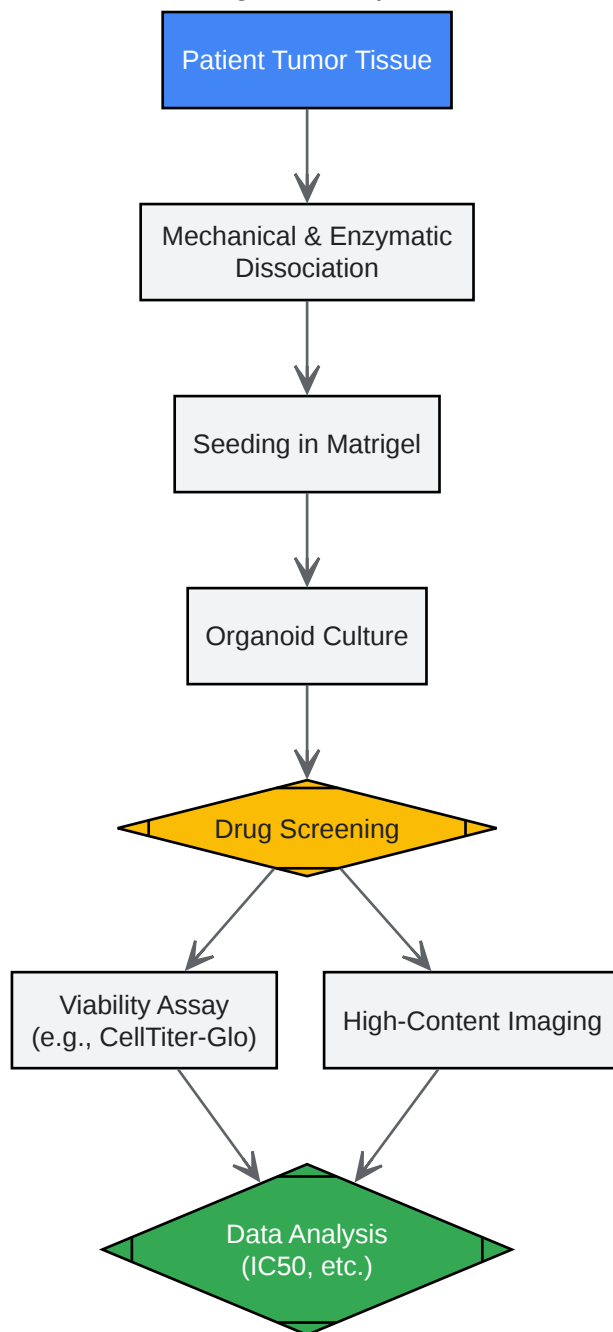 Patient Tumor Tissue
Mechanical & Enzymatic
Dissociation
Seeding in Matrigel
Organoid Culture
Drug Screening
Viability Assay
(e.g., CellTiter-Glo)
High-Content Imaging
Data Analysis
(IC50, etc.)